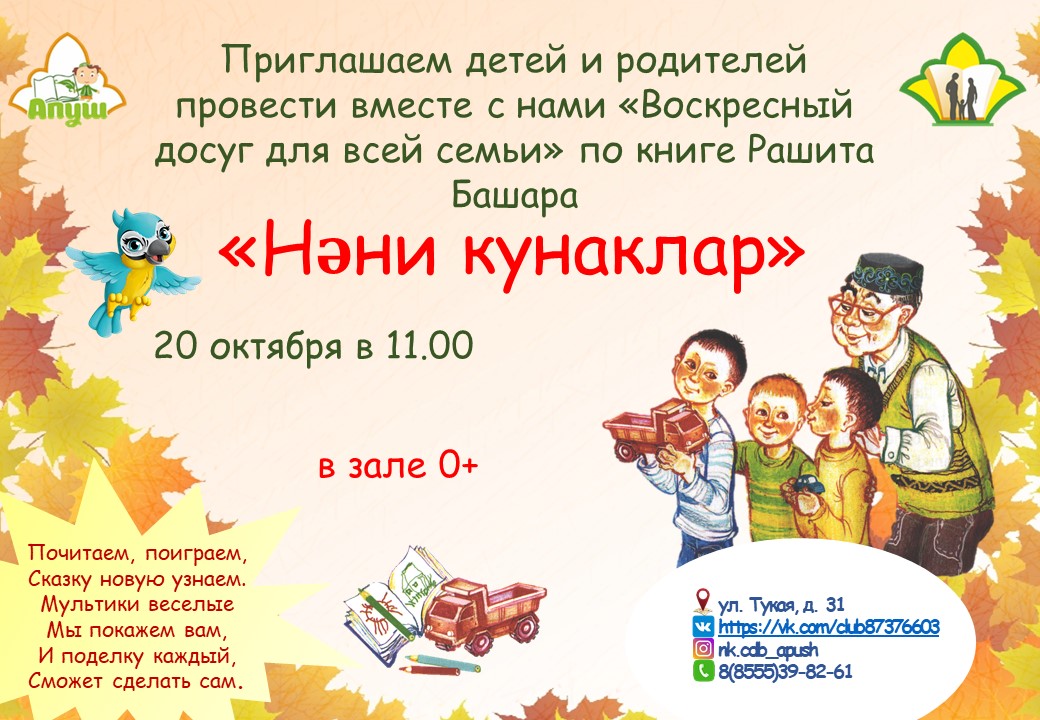 Приглашаем детей и родителей
провести вместе с нами «Воскресный
досуг для всей семьи» по книге Рашита
Башара
«Нәни кунаклар»
Апуш
20 октября в 11.00
в зале 0+
Почитаем, поиграем,
Сказку новую узнаем.
Мультики веселые
Мы покажем вам,
И поделку каждый,
Сможет сделать сам.
ул. Тукая, д. 31
https://vk.com/club87376603
nk.cdb_apush
8(8555)39-82-61